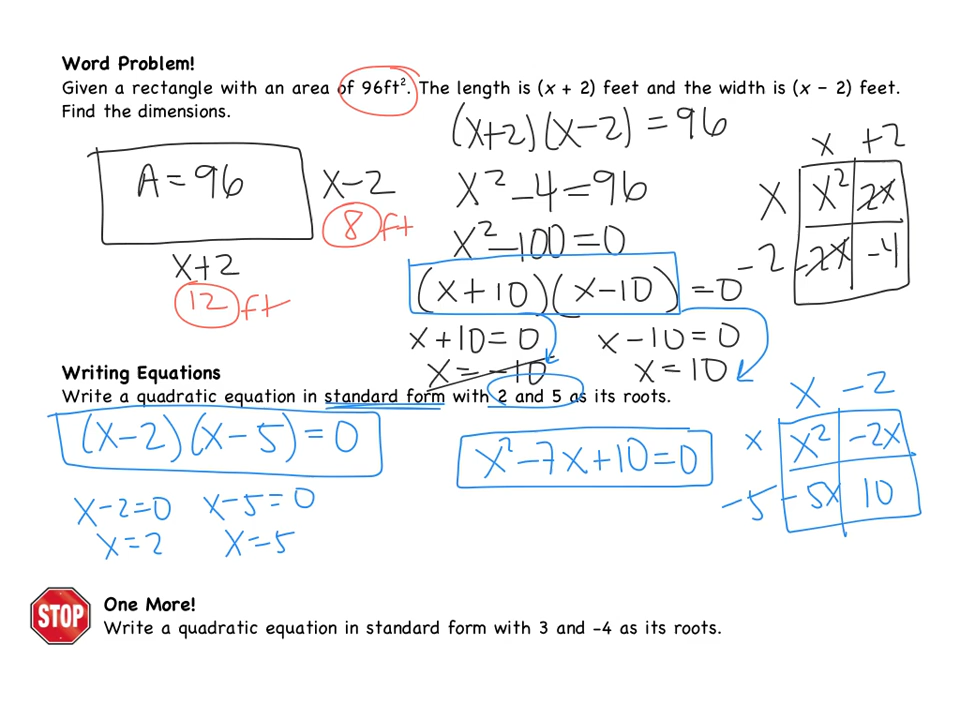 Word Problem!
Given a rectangle with an area of 96ft². The length is (x + 2) feet and the width is (x – 2) feet.
Find the dimensions.
(x+2)(x-2) = 96
A = 96
x-2
8 ft
x+2
12 ft
x² - 4 = 96
x² - 100 = 0
(x+10)(x-10) = 0
x+10=0
x = -10
x-10=0
x = 10
x +2
x x² 2x
-2 -2x -4
Writing Equations
Write a quadratic equation in standard form with 2 and 5 as its roots.
(x-2)(x-5) = 0
x-2=0
x=2
x-5=0
x=5
x²-7x+10=0
x -2
x x² -2x
-5 -5x 10
STOP
One More!
Write a quadratic equation in standard form with 3 and -4 as its roots.